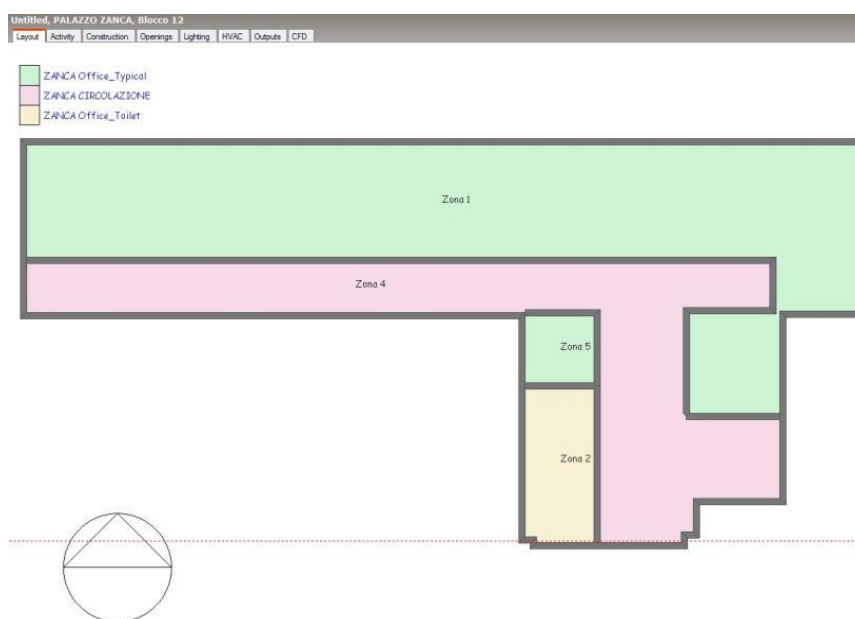 Untitled, PALAZZO ZANCA, Blocco 12
Layout Activity Construction Openings Lighting HVAC Outputs CFD
ZANCA Office_Typical
ZANCA CIRCOLAZIONE
ZANCA Office_Toilet
Zona 1
Zona 4
Zona 5
Zona 2